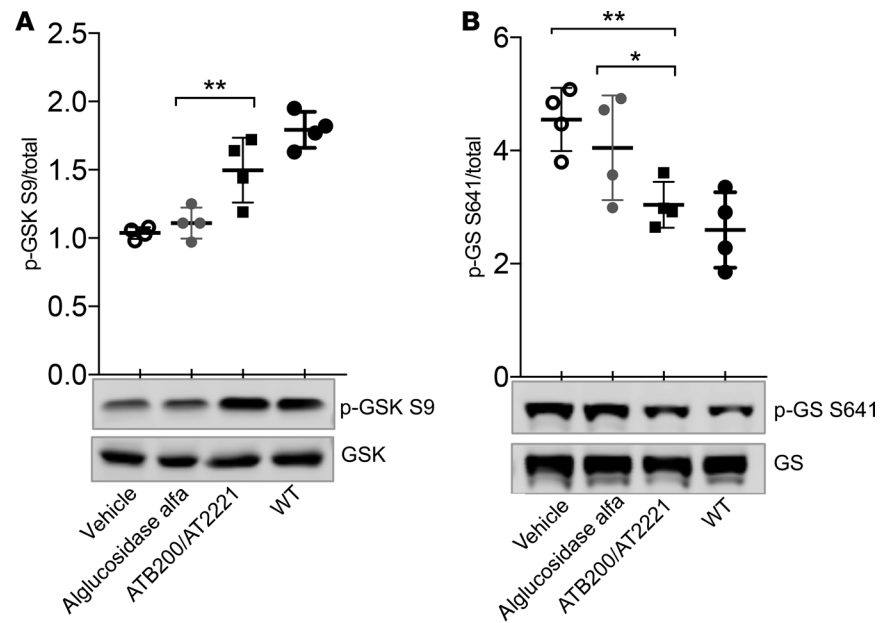 A
2.5
2.0
1.5
1.0
0.5
0.0
p-GSK S9/total
**
p-GSK S9
GSK
Vehicle
Alglucosidase alfa
ATB200/AT2221
WT
B
6
4
2
0
p-GS S641/total
**
*
p-GS S641
GS
Vehicle
Alglucosidase alfa
ATB200/AT2221
WT